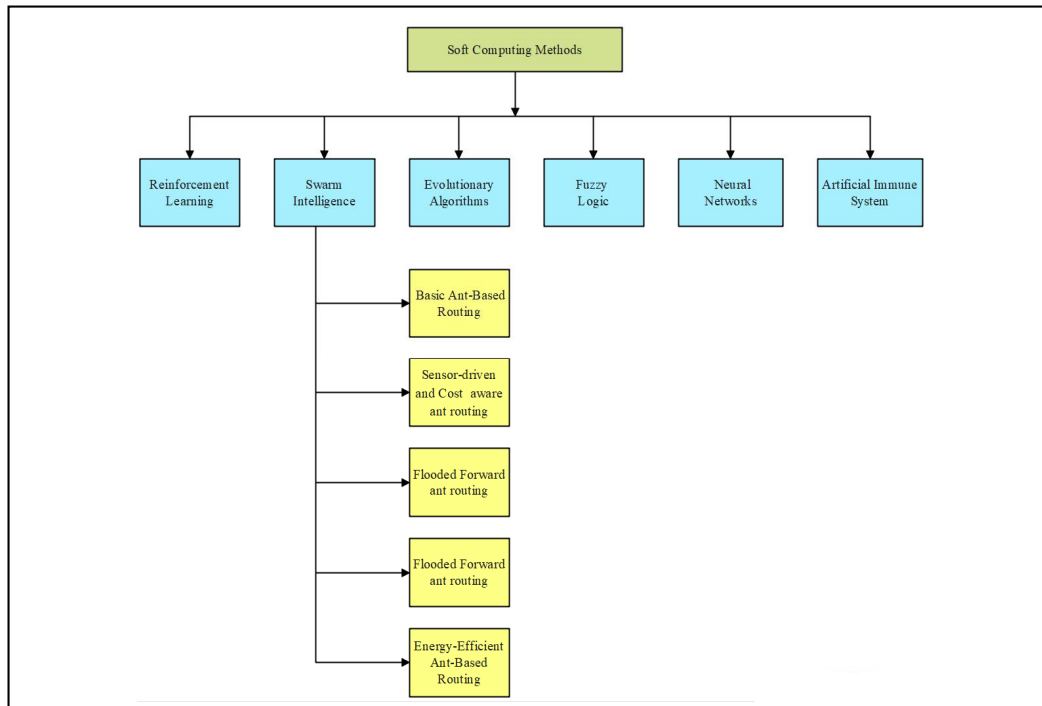 Soft Computing Methods
Reinforcement
Learning
Swarm
Intelligence
Evolutionary
Algorithms
Fuzzy
Logic
Neural
Networks
Artificial Immune
System
Basic Ant-Based
Routing
Sensor-driven
and Cost aware
ant routing
Flooded Forward
ant routing
Flooded Forward
ant routing
Energy-Efficient
Ant-Based
Routing